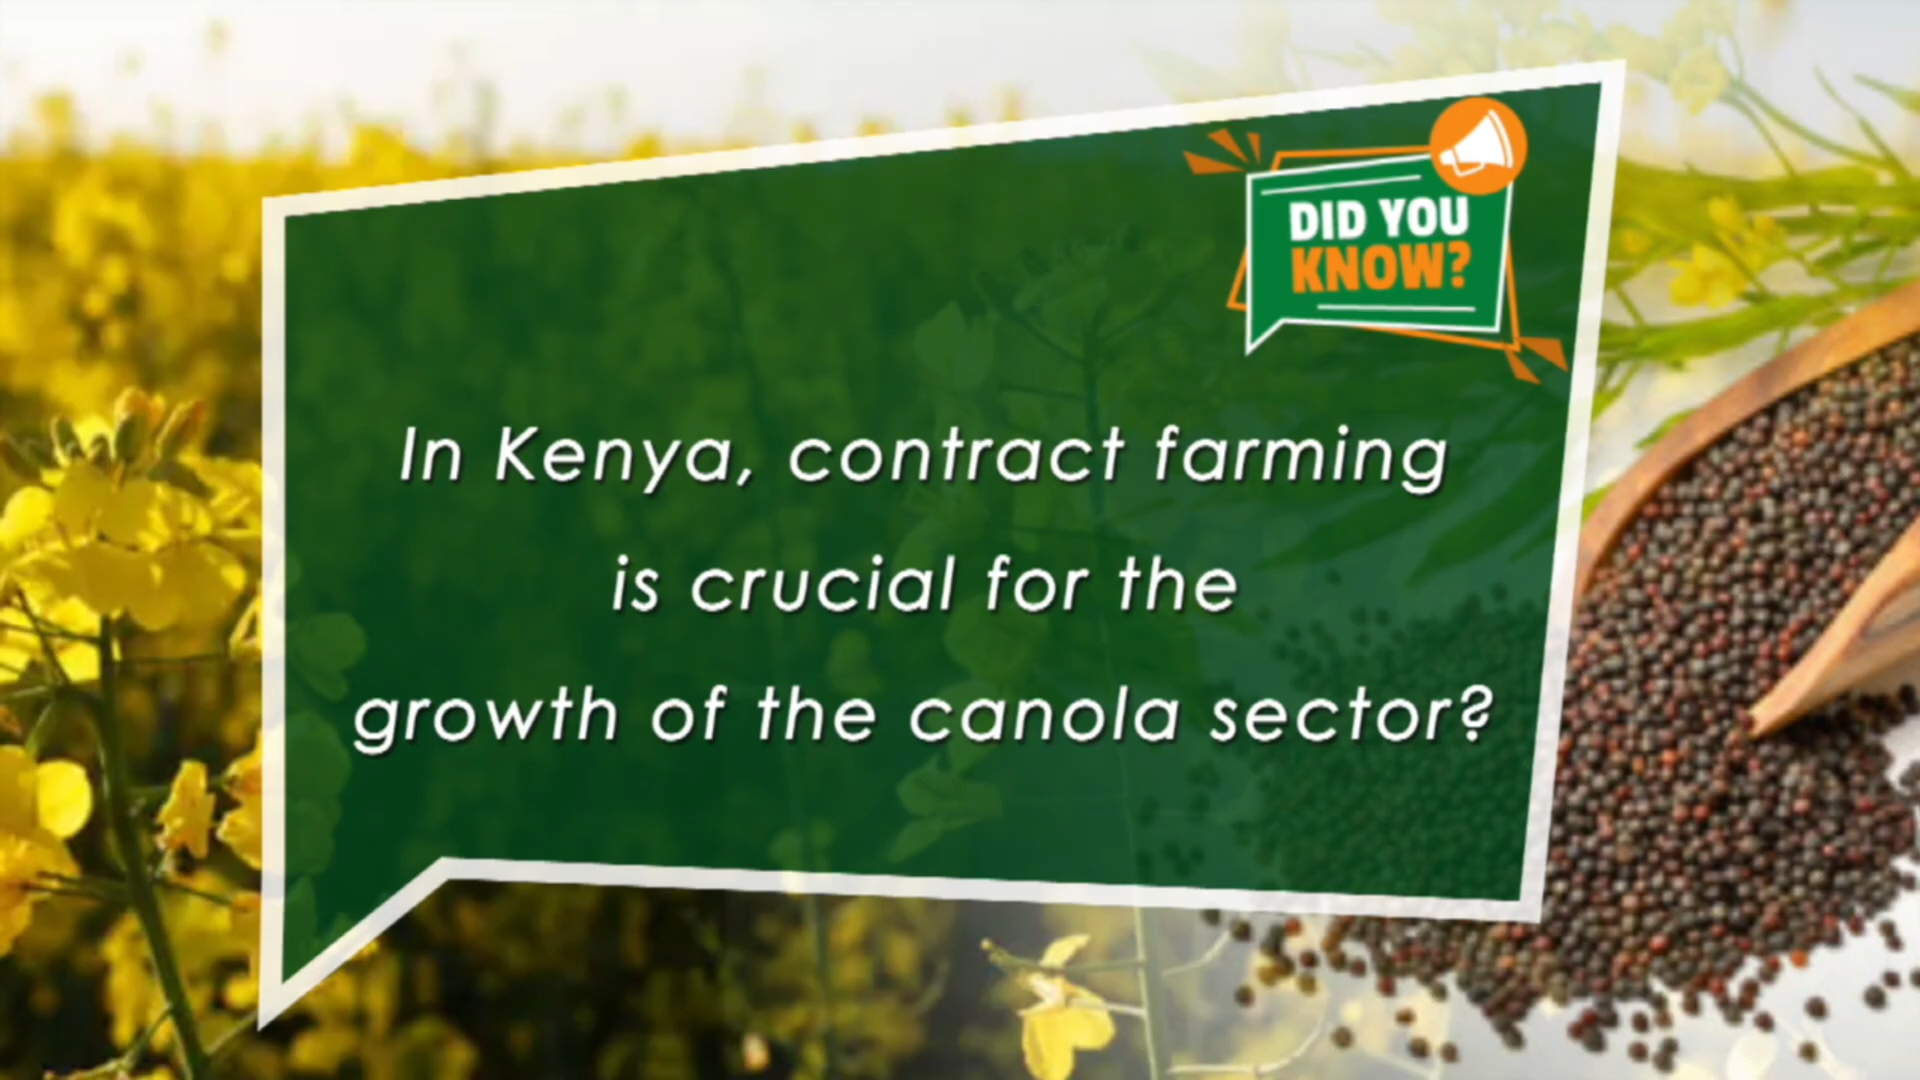 DID YOU
KNOW?
In Kenya, contract farming
is crucial for the
growth of the canola sector?